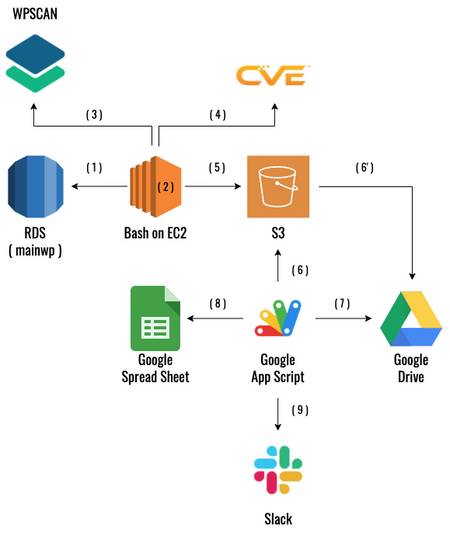 WPSCAN
CVE
( 3 )
( 4 )
( 1 )
( 2 )
( 5 )
( 6' )
RDS
( mainwp )
Bash on EC2
S3
( 6 )
( 8 )
( 7 )
Google
Spread Sheet
Google
App Script
Google
Drive
( 9 )
Slack